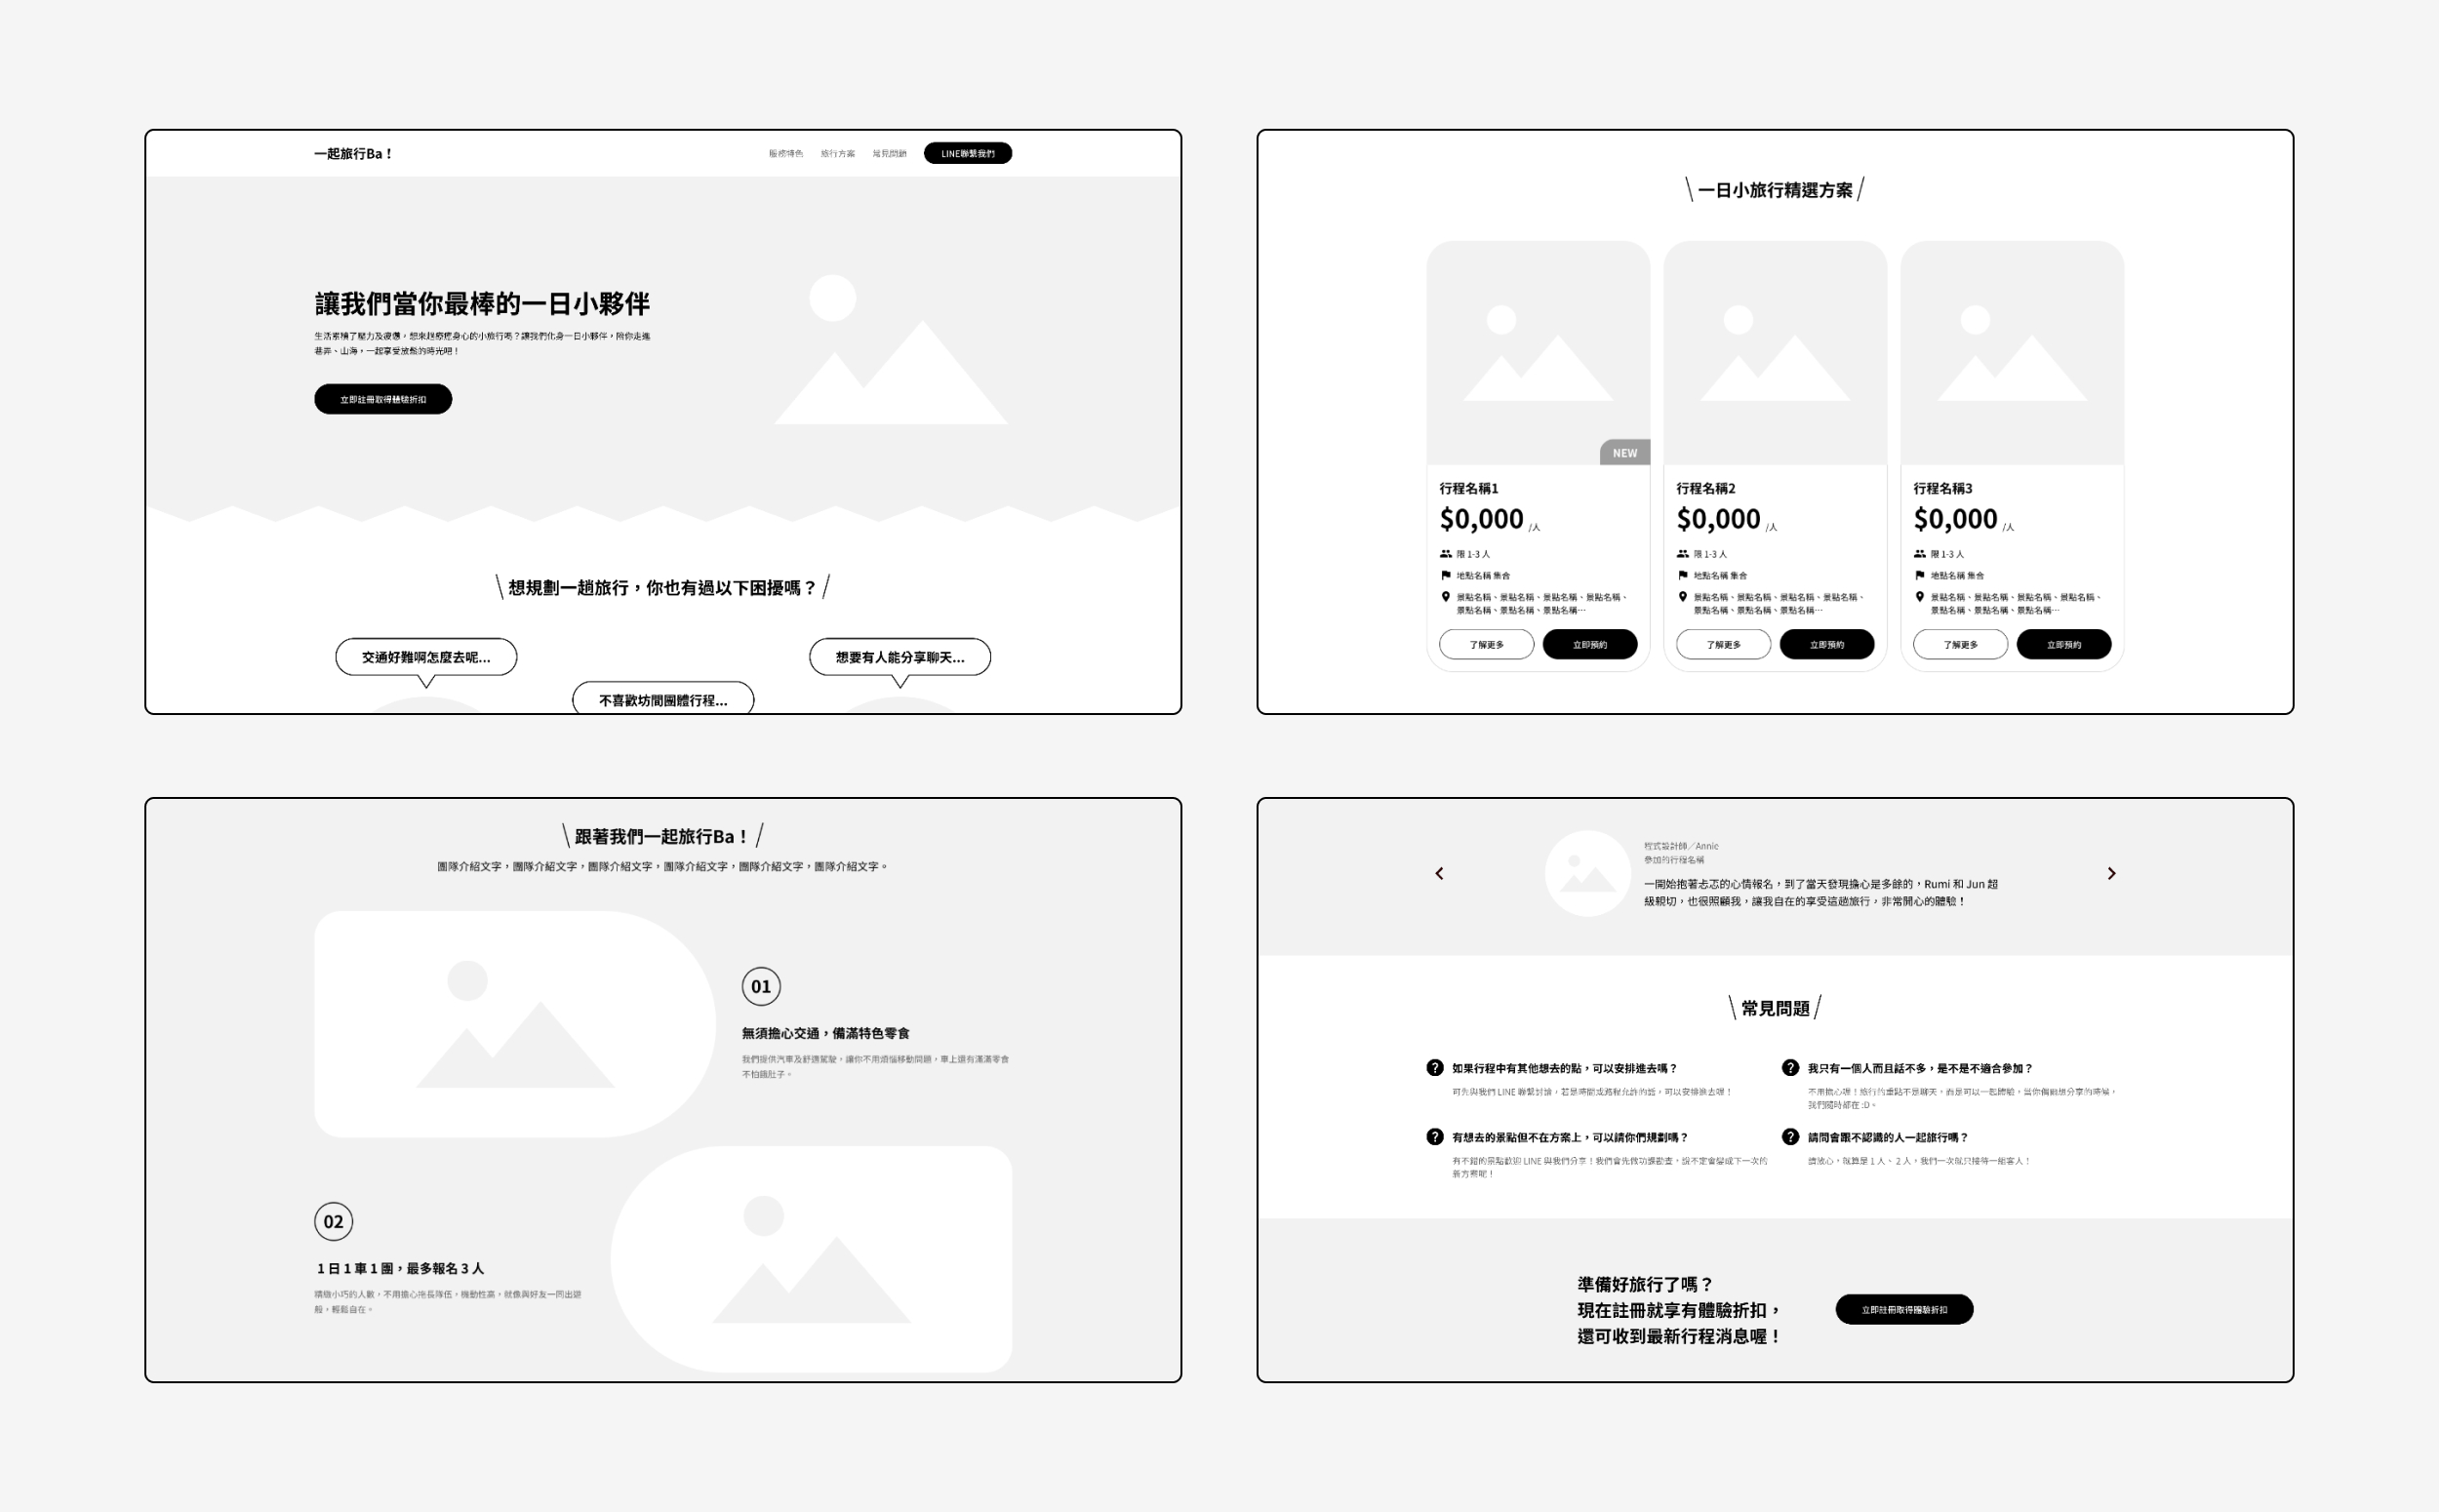 一起旅行Ba！
服務特色
旅行方案
常見問題
LINE聯繫我們
讓我們當你最棒的一日小夥伴
生活累積了壓力及疲憊，想來趟療癒身心的小旅行嗎？讓我們化身一日小夥伴，陪你走進
巷弄、山海，一起享受放鬆的時光吧！
立即註冊取得體驗折扣
想規劃一趟旅行，你也有過以下困擾嗎？
交通好難啊怎麼去呢...
不喜歡坊間團體行程...
想要有人能分享聊天...
一日小旅行精選方案
NEW
行程名稱1
$0,000 /人
限 1-3 人
地點名稱 集合
景點名稱、景點名稱、景點名稱、景點名稱、
景點名稱、景點名稱、景點名稱…
了解更多
立即預約
行程名稱2
$0,000 /人
限 1-3 人
地點名稱 集合
景點名稱、景點名稱、景點名稱、景點名稱、
景點名稱、景點名稱、景點名稱…
了解更多
立即預約
行程名稱3
$0,000 /人
限 1-3 人
地點名稱 集合
景點名稱、景點名稱、景點名稱、景點名稱、
景點名稱、景點名稱、景點名稱…
了解更多
立即預約
跟著我們一起旅行Ba！
團隊介紹文字，團隊介紹文字，團隊介紹文字，團隊介紹文字，團隊介紹文字，團隊介紹文字。
01
無須擔心交通，備滿特色零食
我們提供汽車及舒適駕駛，讓你不用煩惱移動問題，車上還有滿滿零食
不怕餓肚子。
02
1 日 1 車 1 團，最多報名 3 人
精緻小巧的人數，不用擔心拖長隊伍，機動性高，就像與好友一同出遊
般，輕鬆自在。
程式設計師／Annie
參加的行程名稱
一開始抱著忐忑的心情報名，到了當天發現擔心是多餘的，Rumi 和 Jun 超
級親切，也很照顧我，讓我自在的享受這趟旅行，非常開心的體驗！
常見問題
如果行程中有其他想去的點，可以安排進去嗎？
可先與我們 LINE 聯繫討論，若是時間或路程允許的話，可以安排進去喔！
我只有一個人而且話不多，是不是不適合參加？
不用擔心喔！旅行的重點不是聊天，而是可以一起體驗，當你偶爾想分享的時候，
我們隨時都在 :D。
有想去的景點但不在方案上，可以請你們規劃嗎？
有不錯的景點歡迎 LINE 與我們分享！我們會先做功課勘查，說不定會變成下一次的
新方案呢！
請問會跟不認識的人一起旅行嗎？
請放心，就算是 1 人、 2 人，我們一次就只接待一組客人！
準備好旅行了嗎？
現在註冊就享有體驗折扣，
還可收到最新行程消息喔！
立即註冊取得體驗折扣